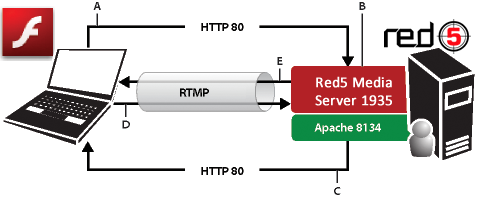 A
HTTP 80
B
red5
E
RTMP
Red5 Media
Server 1935
D
Apache 8134
HTTP 80
C